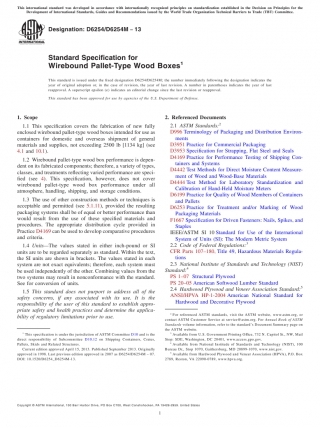 This international standard was developed in accordance with internationally recognized principles on standardization established in the Decision on Principles for the
Development of International Standards, Guides and Recommendations issued by the World Trade Organization Technical Barriers to Trade (TBT) Committee.
Designation: D6254/D6254M – 13
INTERNATIONAL
Standard Specification for
Wirebound Pallet-Type Wood Boxes1
This standard is issued under the fixed designation D6254/D6254M; the number immediately following the designation indicates the
year of original adoption or, in the case of revision, the year of last revision. A number in parentheses indicates the year of last
reapproval. A superscript epsilon (ε) indicates an editorial change since the last revision or reapproval.
This standard has been approved for use by agencies of the U.S. Department of Defense.
1. Scope
1.1 This specification covers the fabrication of new fully
enclosed wirebound pallet-type wood boxes intended for use as
containers for domestic and overseas shipment of general
materials and supplies, not exceeding 2500 lb [1134 kg] (see
4.1 and 10.1).
1.2 Wirebound pallet-type wood box performance is depen-
dent on its fabricated components; therefore, a variety of types,
classes, and treatments reflecting varied performance are speci-
fied (see 4). This specification, however, does not cover
wirebound pallet-type wood box performance under all
atmospheric, handling, shipping, and storage conditions.
1.3 The use of other construction methods or techniques is
acceptable and permitted (see 3.1.1), provided the resulting
packaging systems shall be of equal or better performance than
would result from the use of these specified materials and
procedures. The appropriate distribution cycle provided in
Practice D4169 can be used to develop comparative procedures
and criteria.
1.4 Units—The values stated in either inch-pound or SI
units are to be regarded separately as standard. Within the text,
the SI units are shown in brackets. The values stated in each
system are not exact equivalents; therefore, each system must
be used independently of the other. Combining values from the
two systems may result in nonconformance with the standard.
See for conversion of units.
1.5 This standard does not purport to address all of the
safety concerns, if any, associated with its use. It is the
responsibility of the user of this standard to establish appro-
priate safety and health practices and determine the applica-
bility of regulatory limitations prior to use.
1 This specification is under the jurisdiction of ASTM Committee D10 and is the
direct responsibility of Subcommittee D10.12 on Shipping Containers, Crates,
Pallets, Skids and Related Structures.
Current edition approved April 15, 2013. Published September 2013. Originally
approved in 1998. Last previous edition approved in 2007 as D6254/D6254M – 07.
DOI: 10.1520/D6254_D6254M-13.
2. Referenced Documents
2.1 ASTM Standards:2
D996 Terminology of Packaging and Distribution Environ-
ments
D3951 Practice for Commercial Packaging
D3953 Specification for Strapping, Flat Steel and Seals
D4169 Practice for Performance Testing of Shipping Con-
tainers and Systems
D4442 Test Methods for Direct Moisture Content Measure-
ment of Wood and Wood-Base Materials
D4444 Test Method for Laboratory Standardization and
Calibration of Hand-Held Moisture Meters
D6199 Practice for Quality of Wood Members of Containers
and Pallets
D6253 Practice for Treatment and/or Marking of Wood
Packaging Materials
F1667 Specification for Driven Fasteners: Nails, Spikes, and
Staples
IEEE/ASTM SI 10 Standard for Use of the International
System of Units (SI): The Modern Metric System
2.2 Code of Federal Regulations:3
CFR Parts 107–180, Title 49, Hazardous Materials Regula-
tions
2.3 National Institute of Standards and Technology (NIST)
Standard:4
PS 1–07 Structural Plywood
PS 20–05 American Softwood Lumber Standard
2.4 Hardwood Plywood and Veneer Association Standard:5
ANSI/HPVA HP-1-2004 American National Standard for
Hardwood and Decorative Plywood
2 For referenced ASTM standards, visit the ASTM website, www.astm.org, or
contact ASTM Customer Service at service@astm.org. For Annual Book of ASTM
Standards volume information, refer to the standard's Document Summary page on
the ASTM website.
3 Available from U.S. Government Printing Office, 732 N. Capitol St., NW, Mail
Stop: SDE, Washington, DC 20401, www.access.gpo.gov.
4 Available from National Institute of Standards and Technology (NIST), 100
Bureau Dr., Stop 1070, Gaithersburg, MD 20899-1070, www.nist.gov.
5 Available from Hardwood Plywood and Veneer Association (HPVA), P.O. Box
2789, Reston, VA 22090-0789, www.hpva.org.
Copyright © ASTM International, 100 Barr Harbor Drive, PO Box C700, West Conshohocken, PA 19428-2959. United States
1